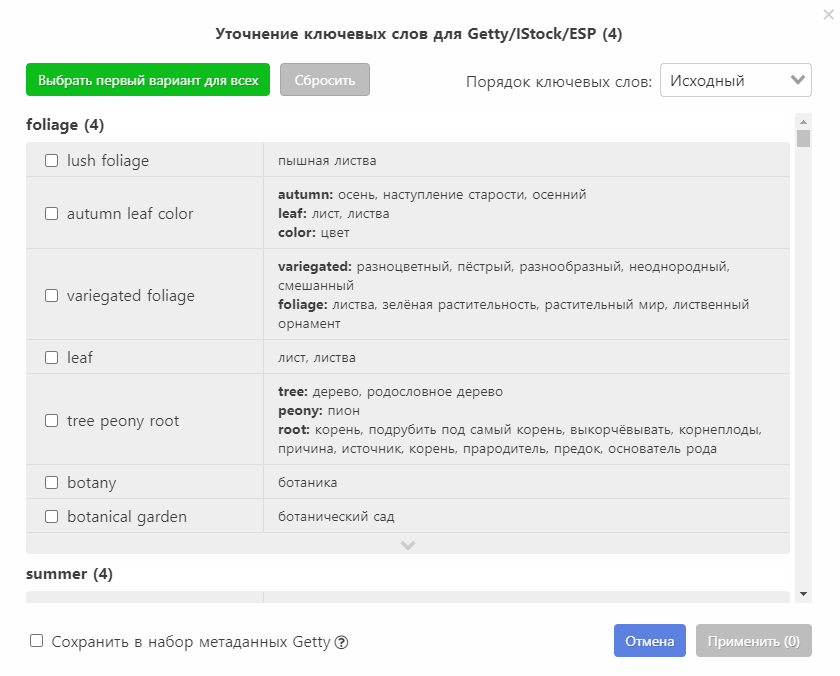 Уточнение ключевых слов для Getty/IStock/ESP (4)
Выбрать первый вариант для всех
Сбросить
Порядок ключевых слов:
Исходный
foliage (4)
lush foliage
пышная листва
autumn leaf color
autumn: осень, наступление старости, осенний
leaf: лист, листва
color: цвет
variegated foliage
variegated: разноцветный, пёстрый, разнообразный, неоднородный,
смешанный
foliage: листва, зелёная растительность, растительный мир, лиственный
орнамент
leaf
лист, листва
tree peony root
tree: дерево, родословное дерево
peony: пион
root: корень, подрубить под самый корень, выкорчёвывать, корнеплоды,
причина, источник, корень, прародитель, предок, основатель рода
botany
ботаника
botanical garden
ботанический сад
summer (4)
Сохранить в набор метаданных Getty ?
Отмена
Применить (0)